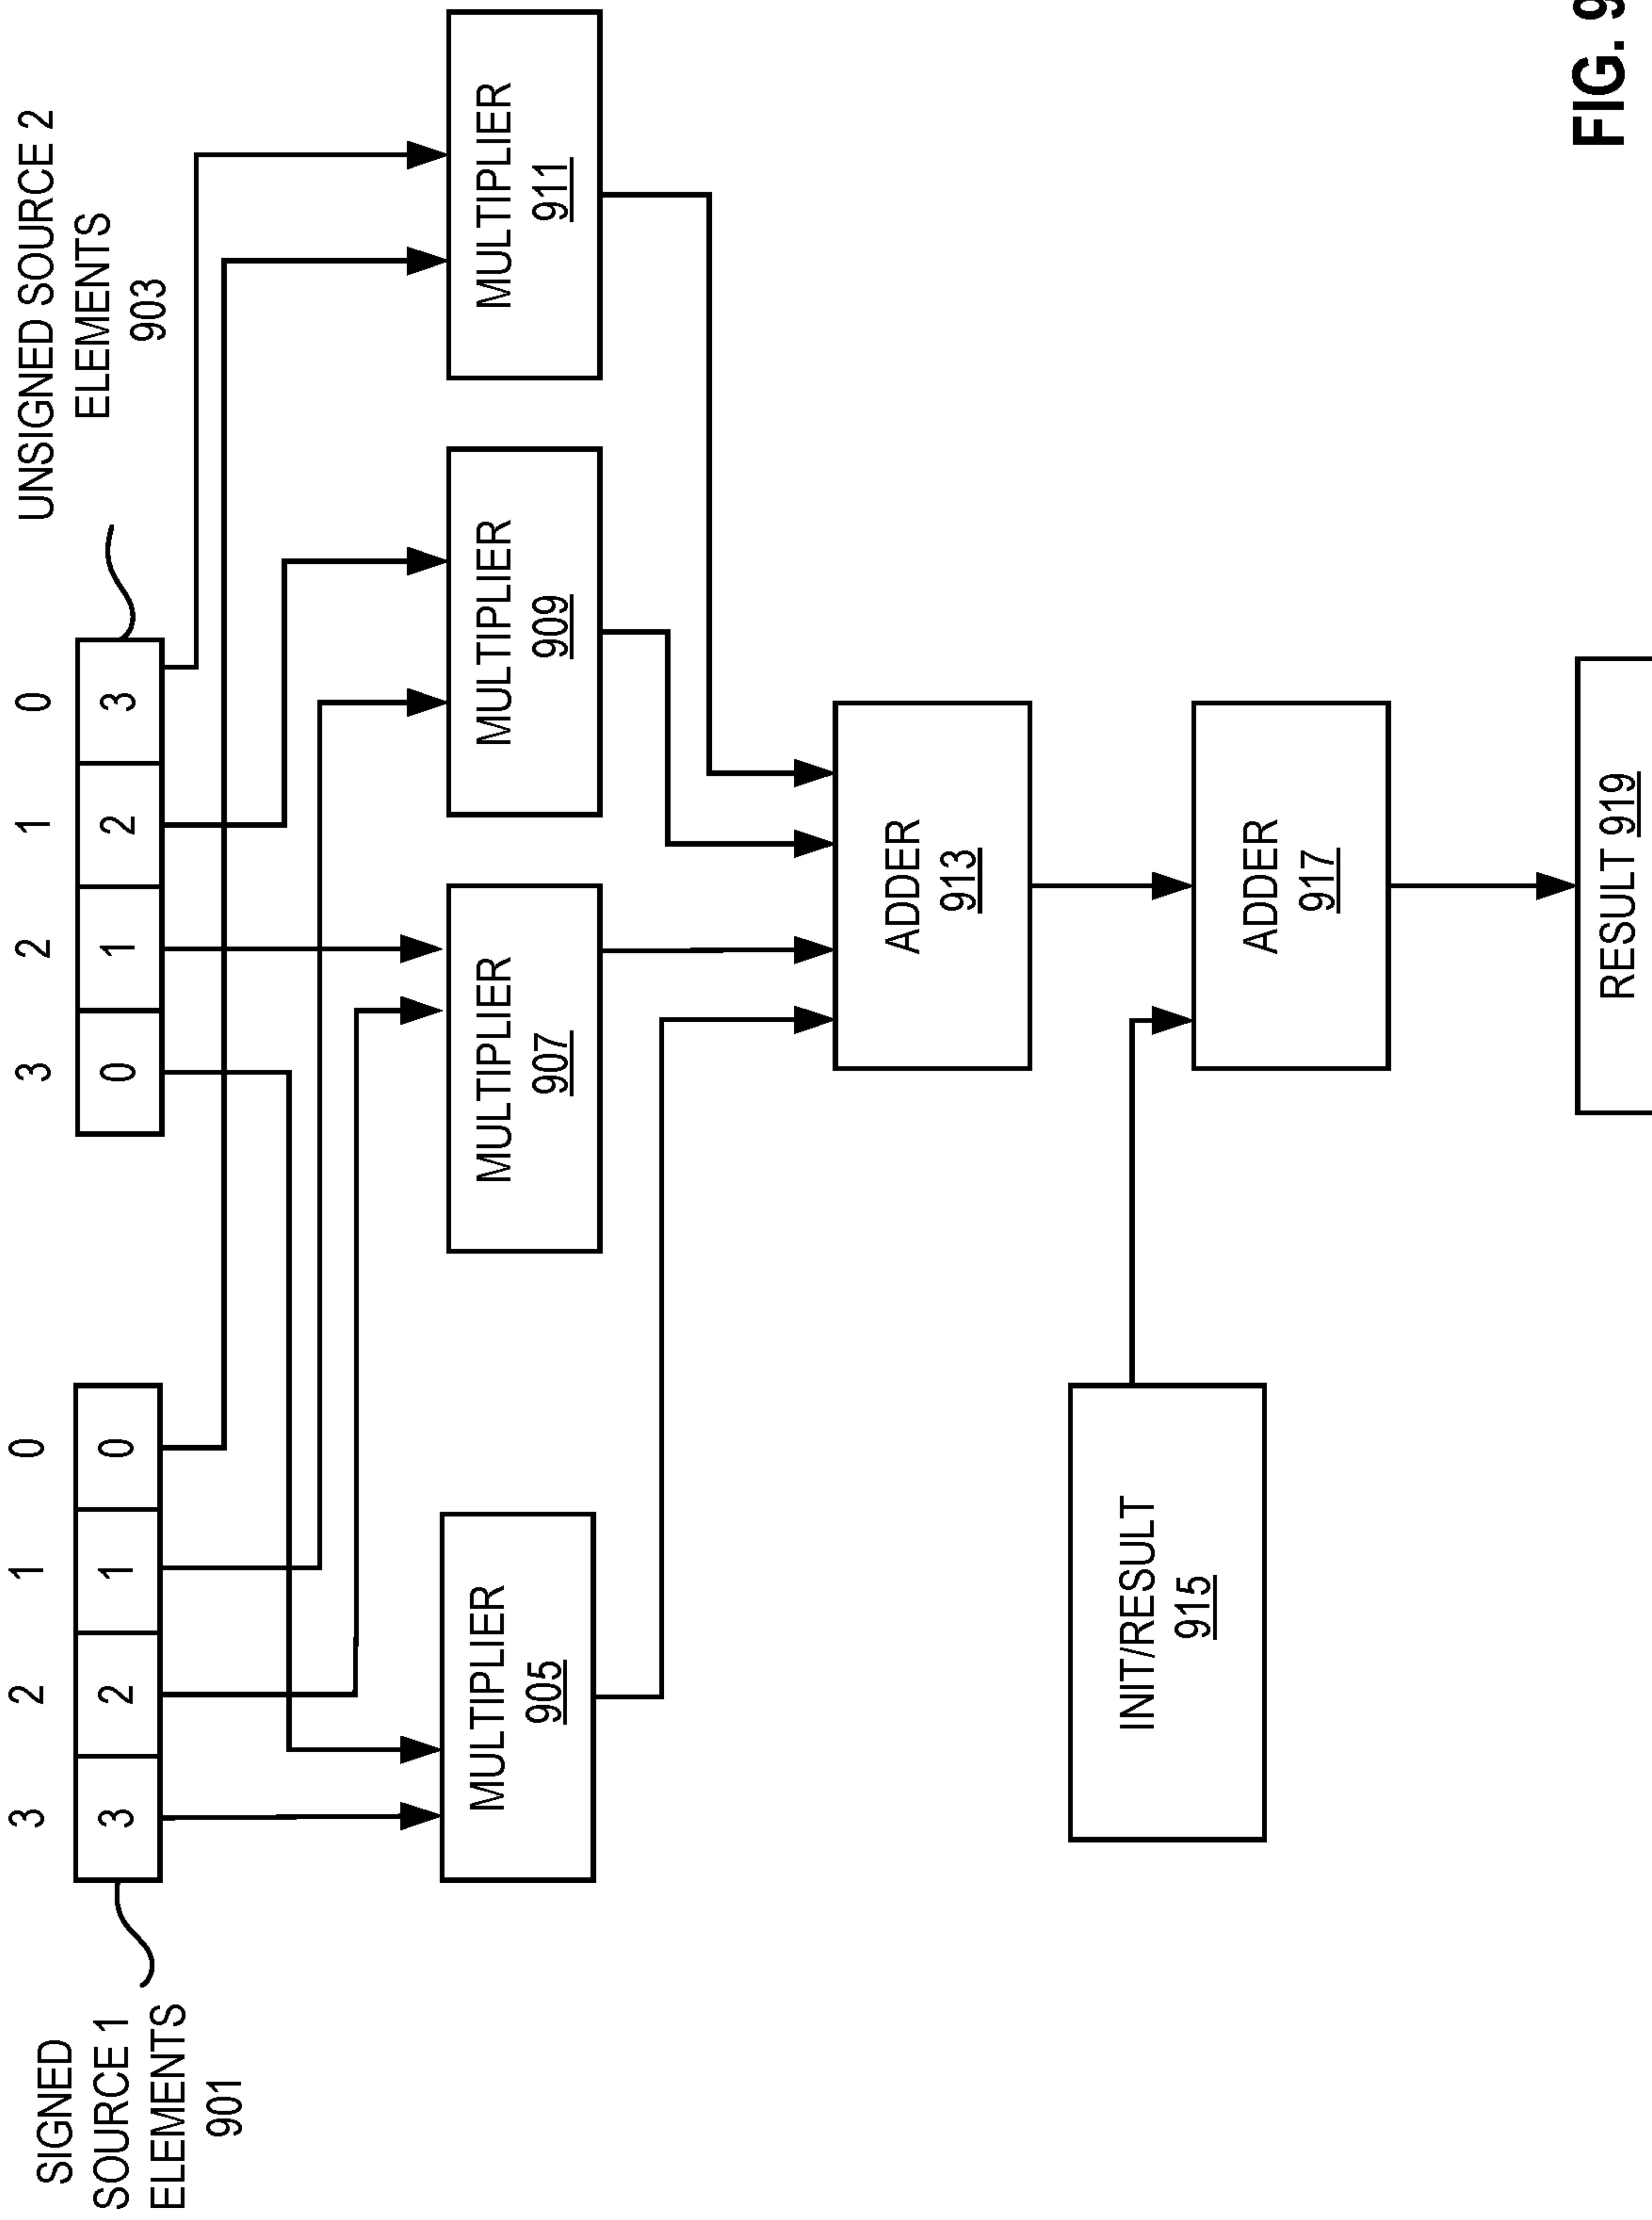 UNSIGNED SOURCE 2
ELEMENTS
903
SIGNED
SOURCE 1
ELEMENTS
901
3 2 1 0
3 2 1 0
3 2 1 0
0 1 2 3
MULTIPLIER
905
MULTIPLIER
907
MULTIPLIER
909
MULTIPLIER
911
ADDER
913
INIT/RESULT
915
ADDER
917
RESULT 919
FIG. 9